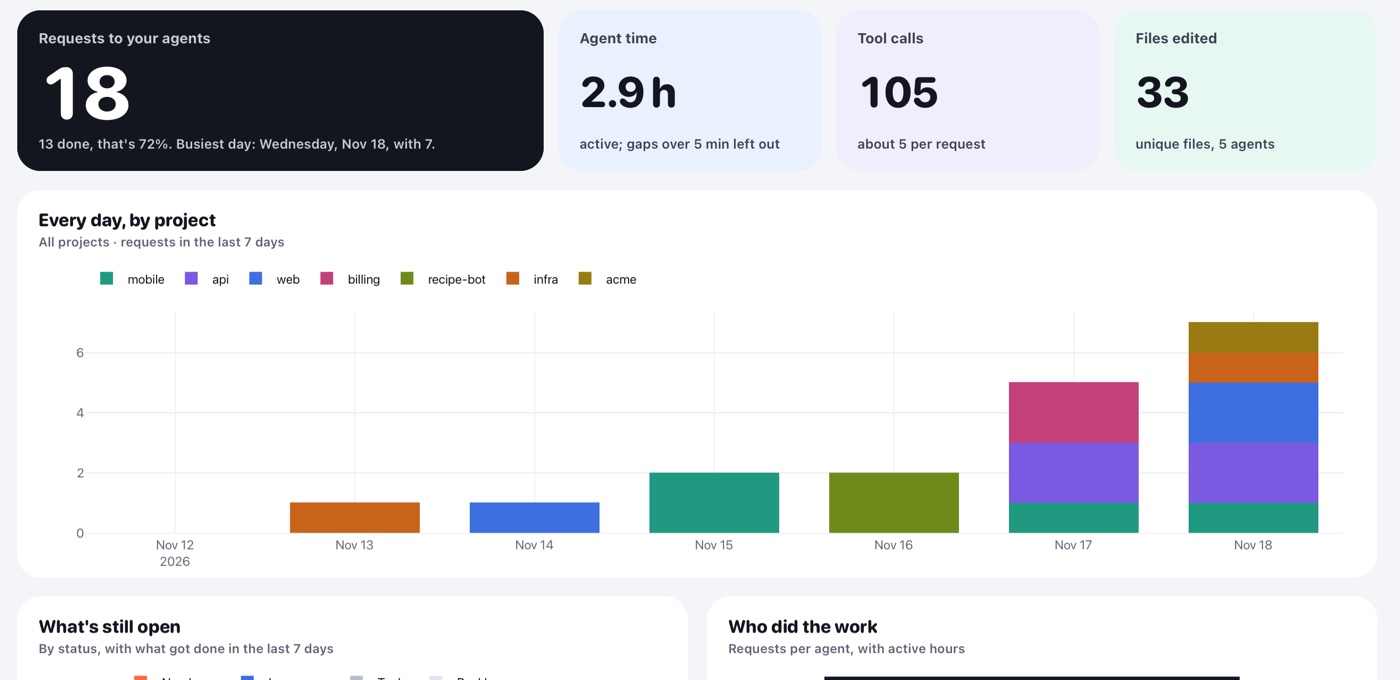 Requests to your agents
18
13 done, that's 72%. Busiest day: Wednesday, Nov 18, with 7.
Agent time
2.9 h
active; gaps over 5 min left out
Tool calls
105
about 5 per request
Files edited
33
unique files, 5 agents
Every day, by project
All projects · requests in the last 7 days
mobile api web billing recipe-bot infra acme
6
4
2
0
Nov 12 Nov 13 Nov 14 Nov 15 Nov 16 Nov 17 Nov 18
2026
What's still open
By status, with what got done in the last 7 days
Who did the work
Requests per agent, with active hours